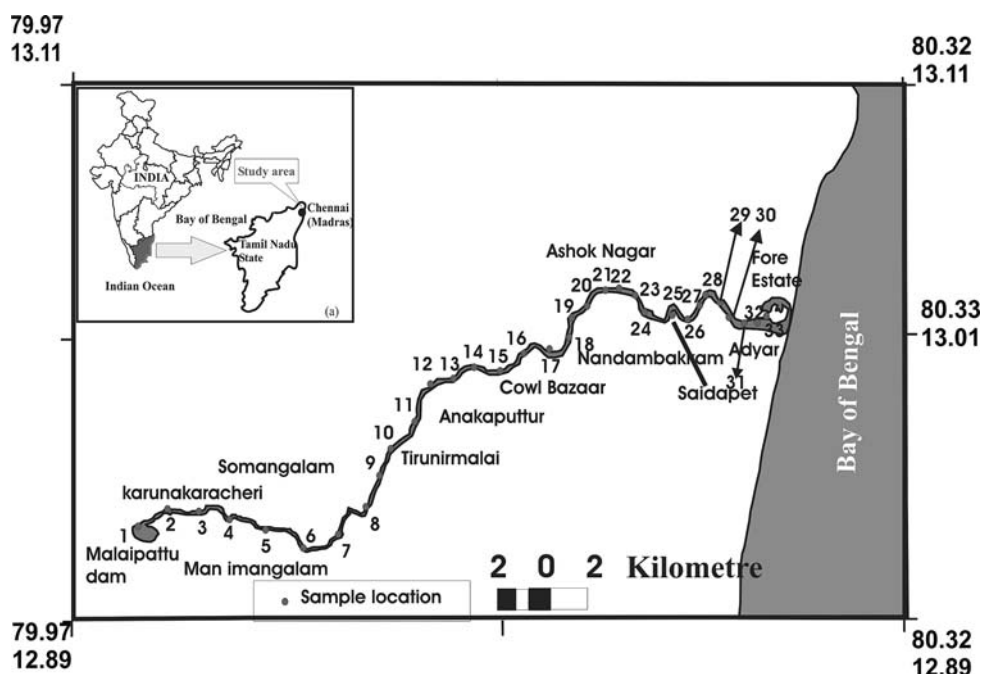 79.97
13.11
80.32
13.11
INDIA
Study area
Chennai
(Madras)
Bay of Bengal
Tamil Nadu
State
Indian Ocean
(a)
29 30
Ashok Nagar
Fore
Estate
20 21 22 23 25 27 28
19 24 26 32 33
80.33
13.01
18 Nandambakram Adyar
16 17
Saidapet 31
12 13 14 15
Cowl Bazaar
11 Anakaputtur
10
Tirunirmalai
9
Somangalam
karunakaracheri
1 2 3 4 5 6 7 8
Malaipattu
dam
Man imangalam
Bay of Bengal
2 0 2 Kilometre
Sample location
79.97
12.89
80.32
12.89